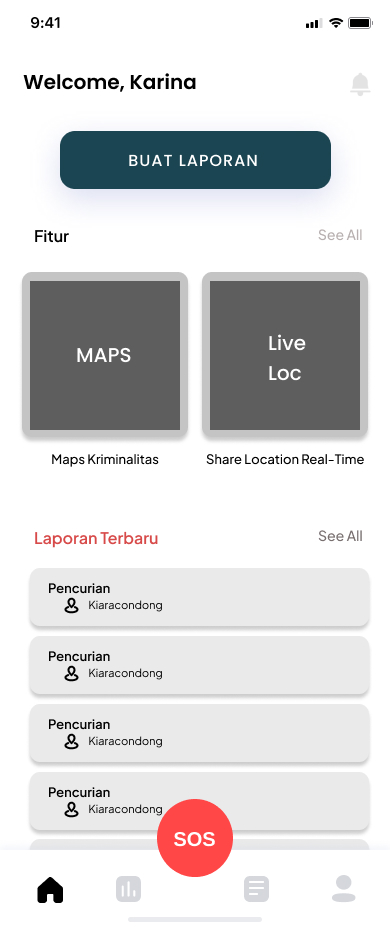 9:41
Welcome, Karina
BUAT LAPORAN
Fitur
See All
MAPS
Live
Loc
Maps Kriminalitas
Share Location Real-Time
Laporan Terbaru
See All
Pencurian
Kiaracondong
Pencurian
Kiaracondong
Pencurian
Kiaracondong
Pencurian
Kiaracondong
SOS